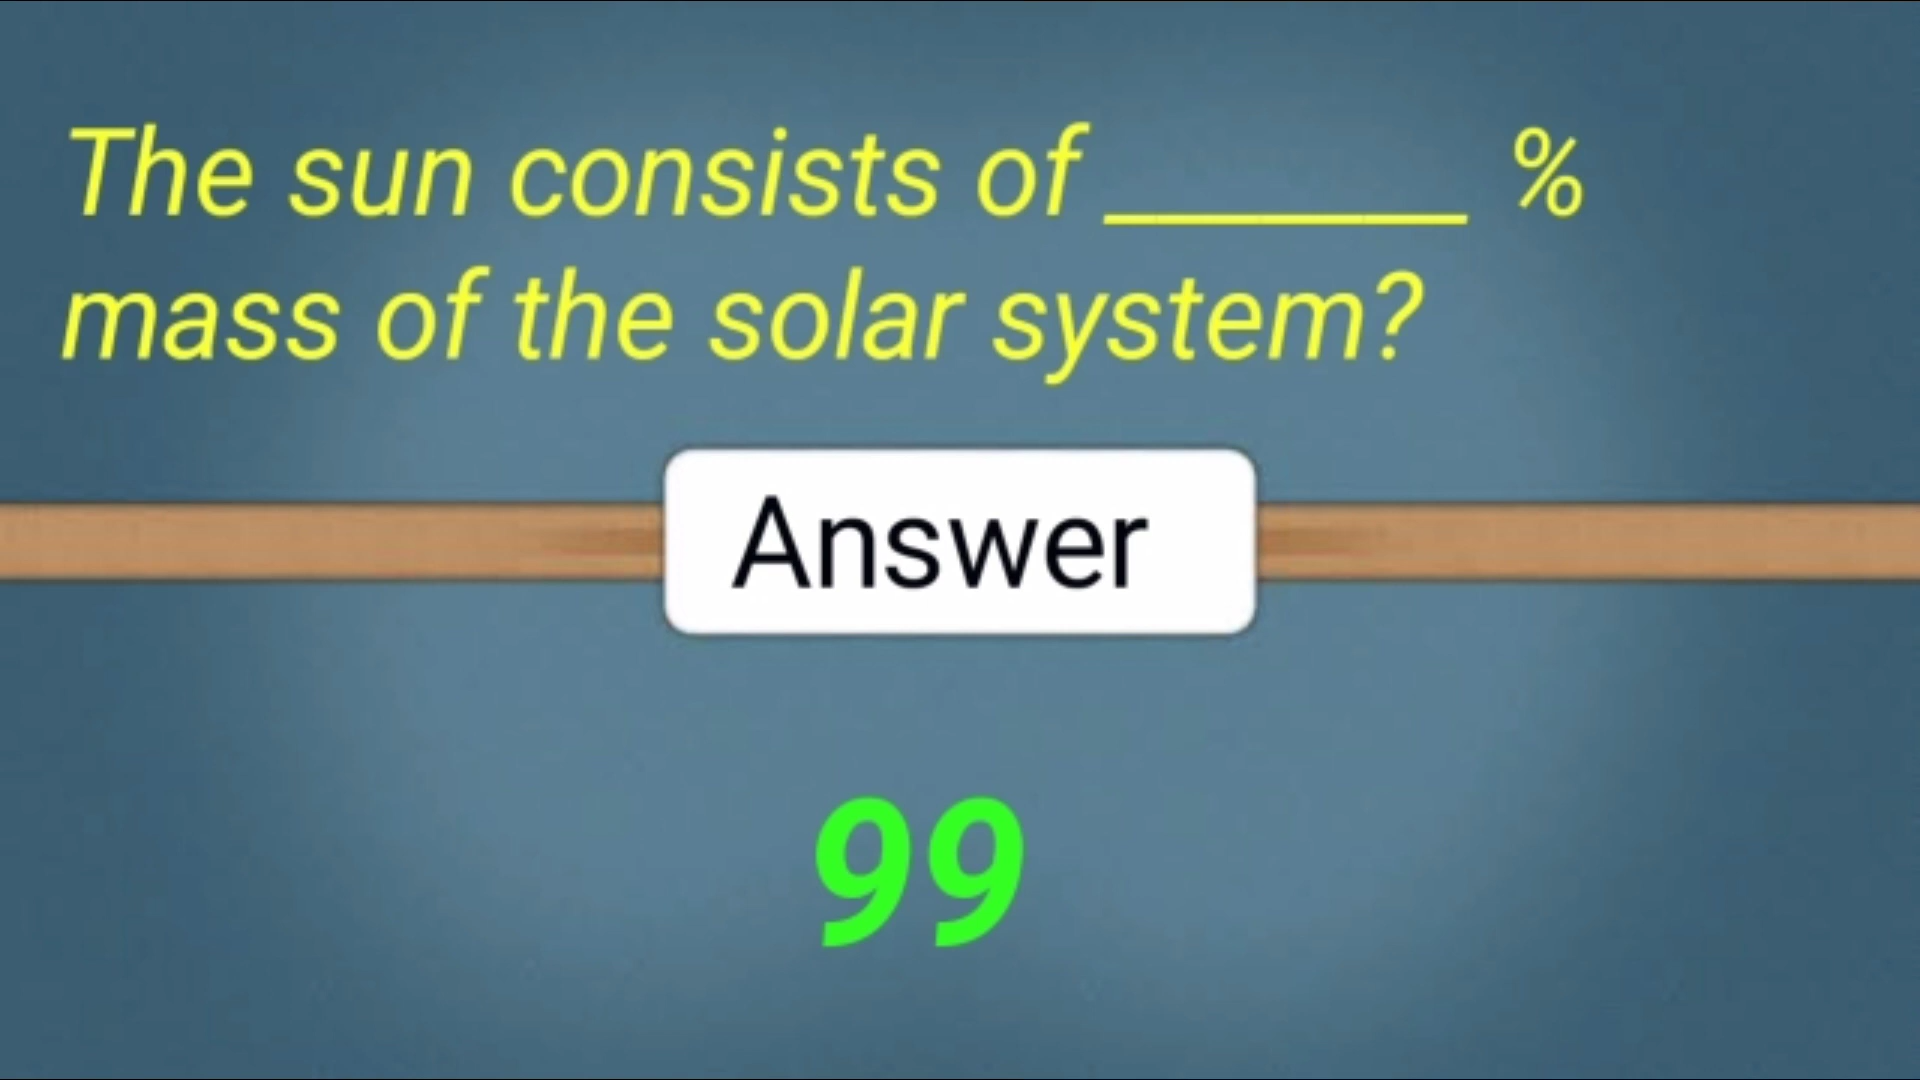 The sun consists of _______ %
mass of the solar system?
Answer
99